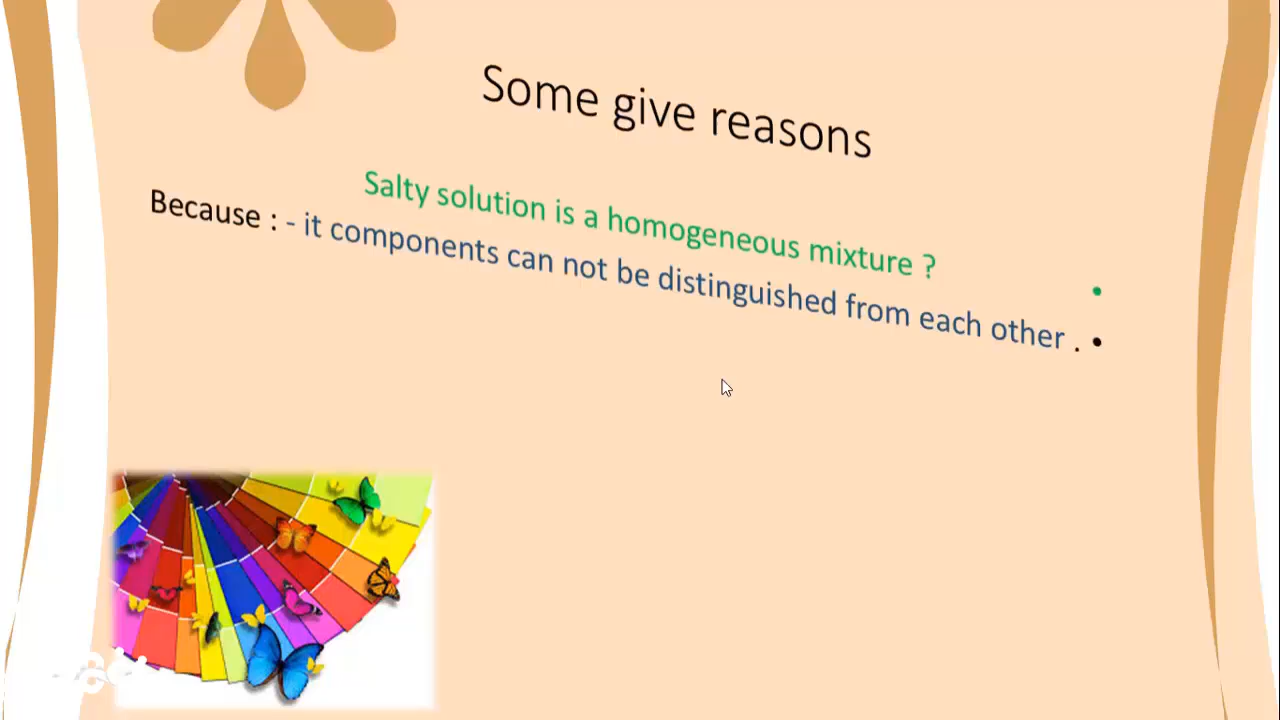 Some give reasons
Salty solution is a homogeneous mixture ?
Because : - it components can not be distinguished from each other .